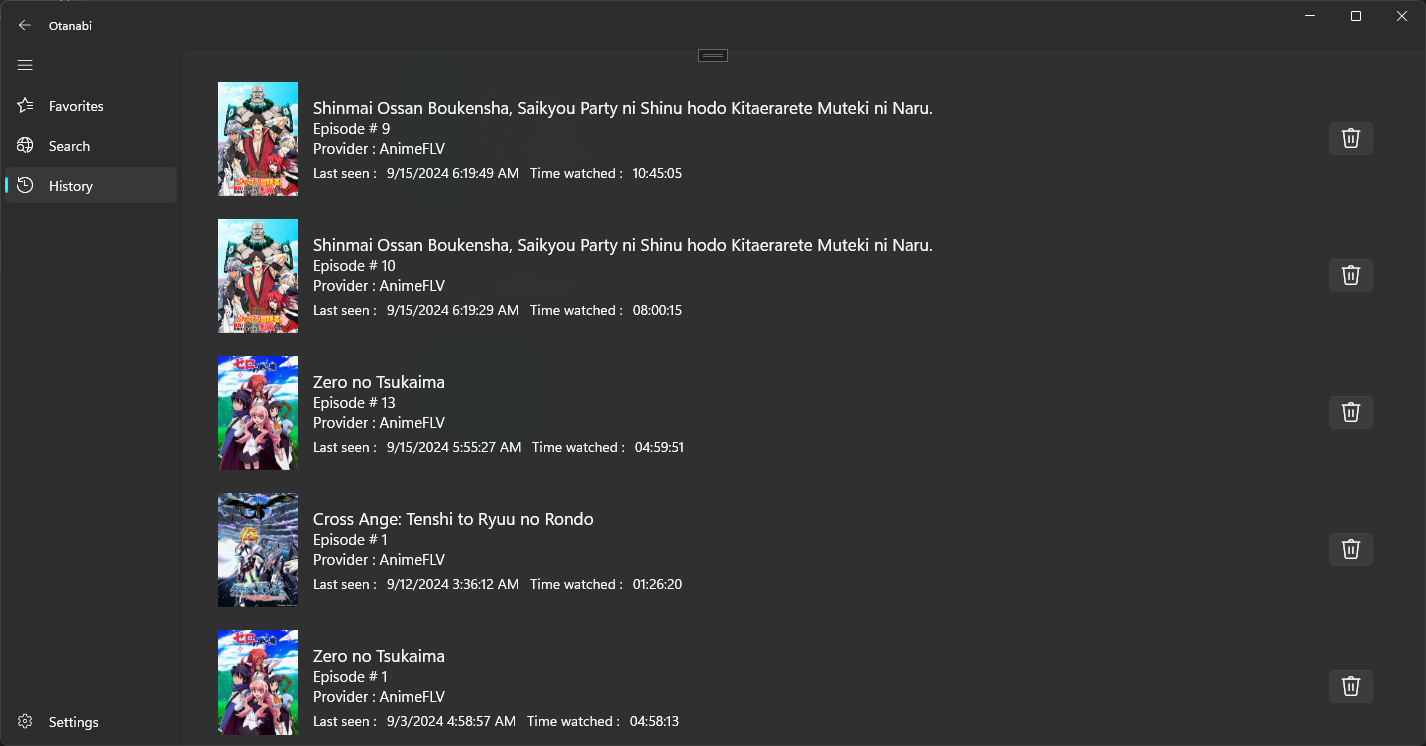 Otanabi
Favorites
Search
History
Settings
Shinmai Ossan Boukensha, Saikyou Party ni Shinu hodo Kitaerarete Muteki ni Naru.
Episode # 9
Provider : AnimeFLV
Last seen : 9/15/2024 6:19:49 AM Time watched : 10:45:05
Shinmai Ossan Boukensha, Saikyou Party ni Shinu hodo Kitaerarete Muteki ni Naru.
Episode # 10
Provider : AnimeFLV
Last seen : 9/15/2024 6:19:29 AM Time watched : 08:00:15
ゼロ
Zero no Tsukaima
Episode # 13
Provider : AnimeFLV
Last seen : 9/15/2024 5:55:27 AM Time watched : 04:59:51
Cross Ange: Tenshi to Ryuu no Rondo
Episode # 1
Provider : AnimeFLV
Last seen : 9/12/2024 3:36:12 AM Time watched : 01:26:20
ゼロ
Zero no Tsukaima
Episode # 1
Provider : AnimeFLV
Last seen : 9/3/2024 4:58:57 AM Time watched : 04:58:13